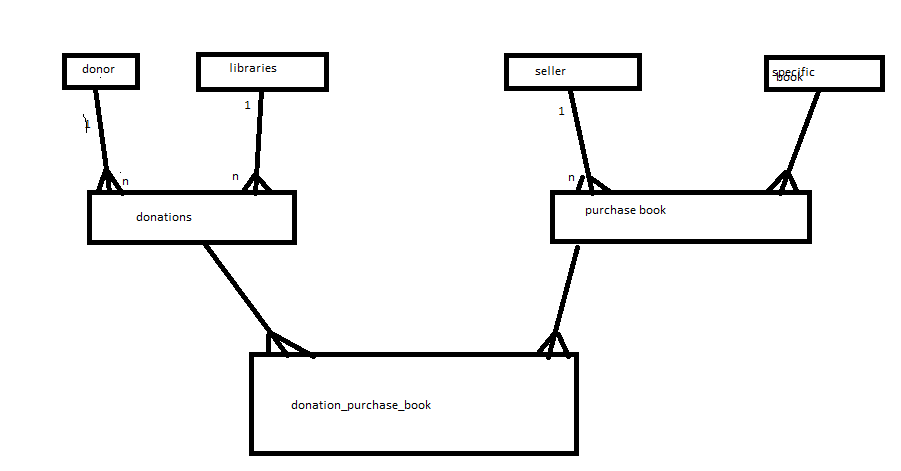 donor
libraries
seller
specific
book
1
1
1
n
n
n
donations
purchase book
donation_purchase_book